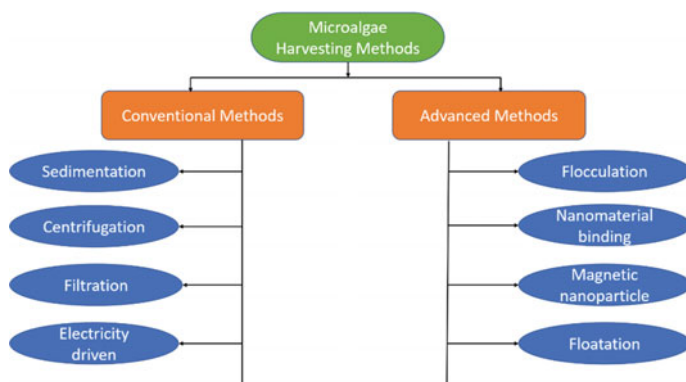 Microalgae
Harvesting Methods
Conventional Methods
Advanced Methods
Sedimentation
Centrifugation
Filtration
Electricity
driven
Flocculation
Nanomaterial
binding
Magnetic
nanoparticle
Floatation